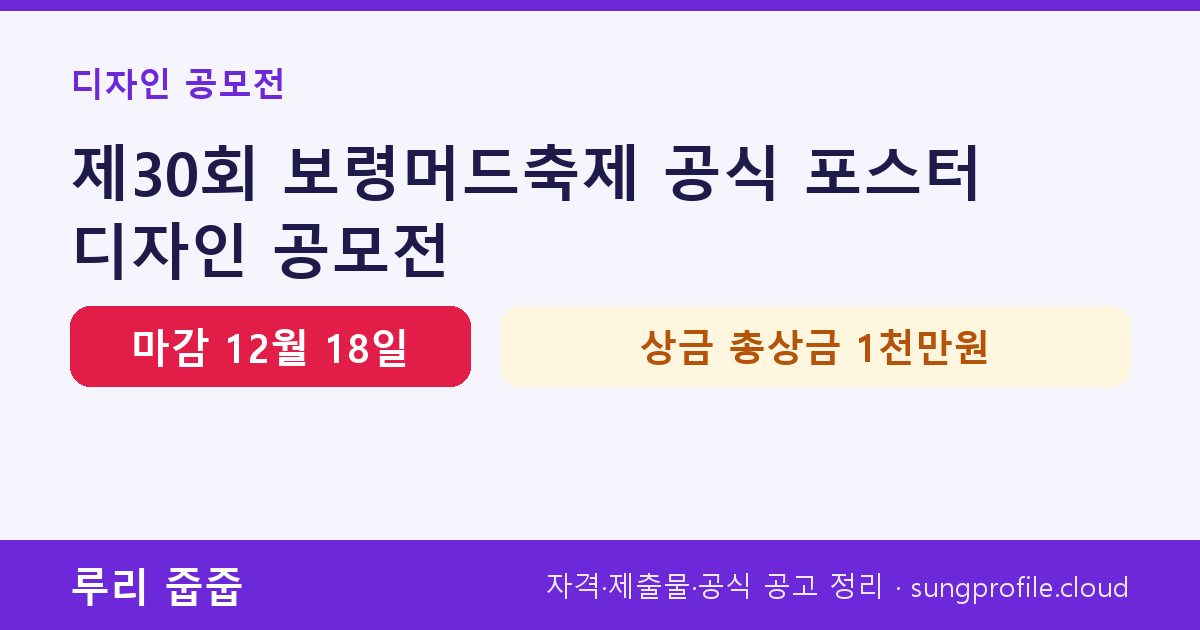 디자인 공모전
제30회 보령머드축제 공식 포스터
디자인 공모전
마감 12월 18일
상금 총상금 1천만원
루리 줍줍
자격·제출물·공식 공고 정리 · sungprofile.cloud